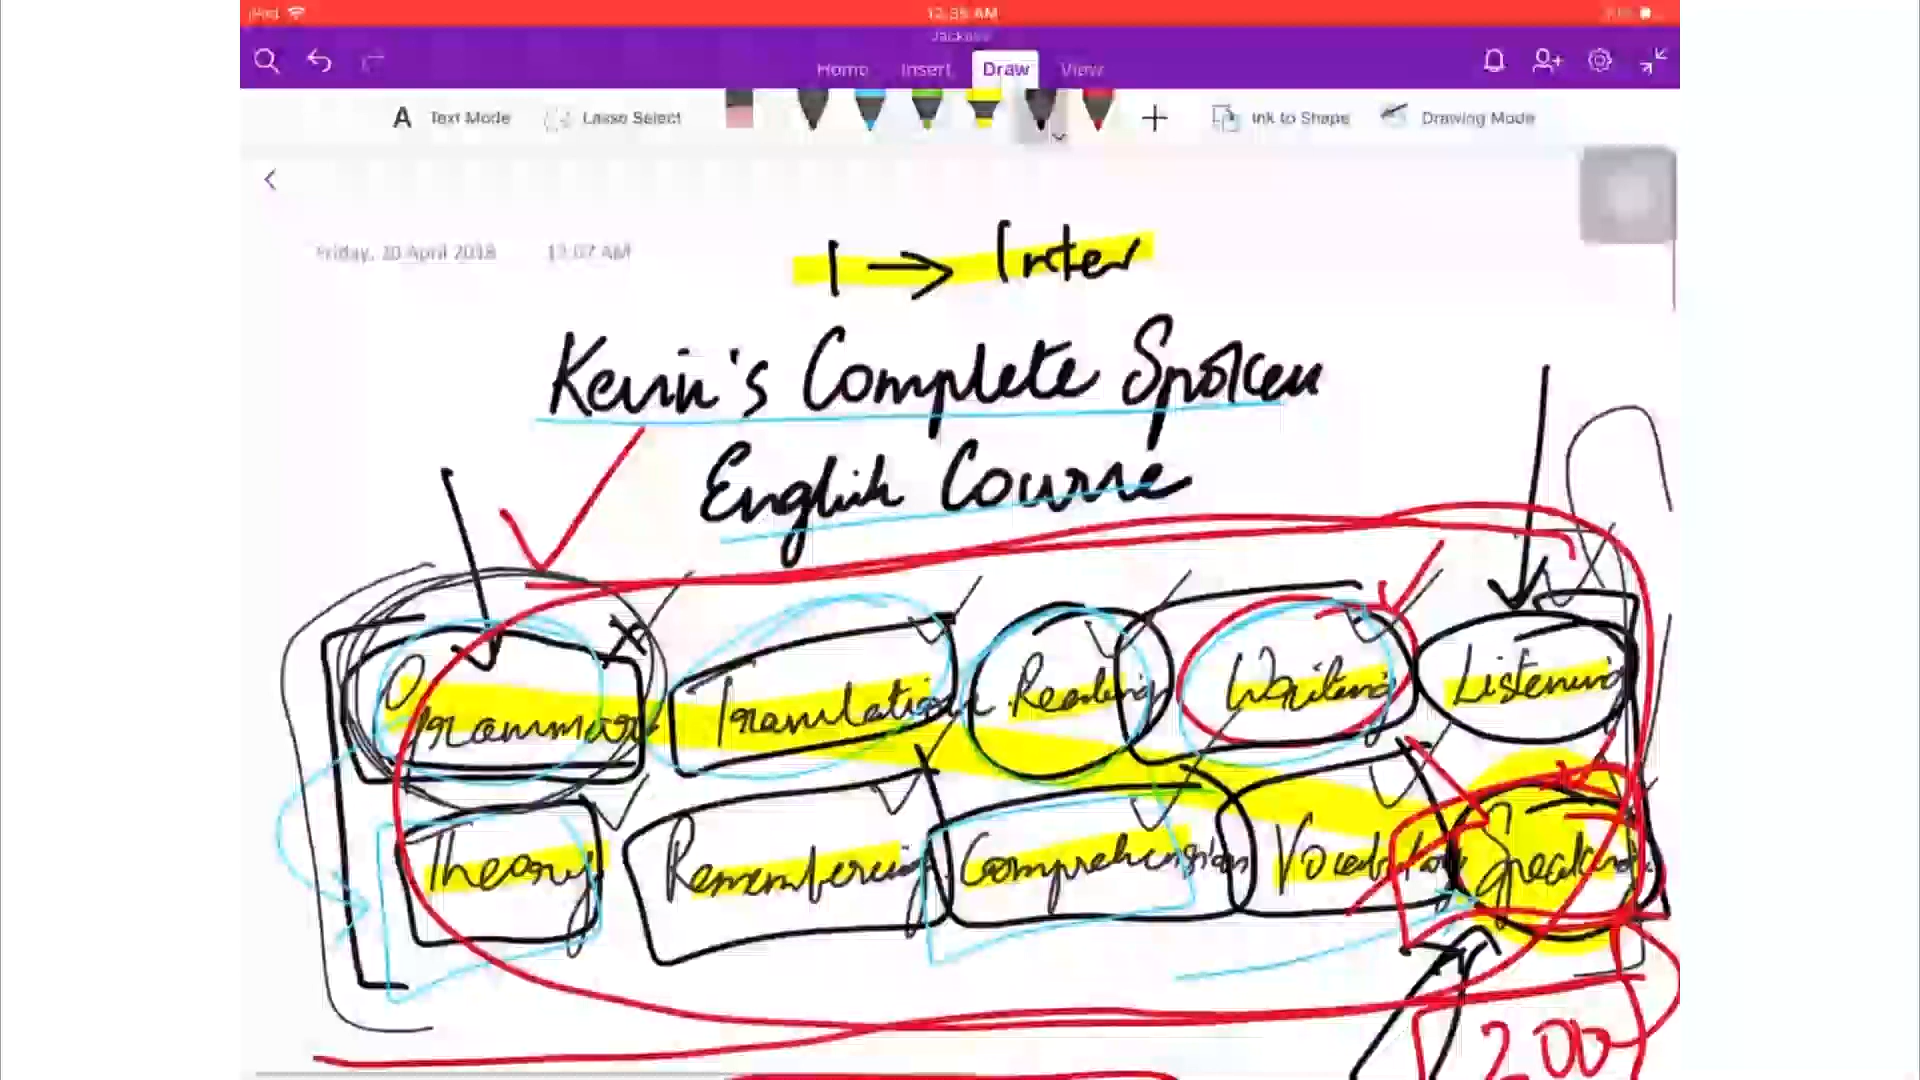 iPad 12:35 AM
Jackson
Home Insert Draw View
A Text Mode Lasso Select Ink to Shape Drawing Mode
Friday, 20 April 2018 12:07 AM
1 → Inter
Kevin's Complete Spoken
English Course
Grammar Translation Reading Writing Listening
Theory Remembering Comprehension Vocabulary Speaking
200